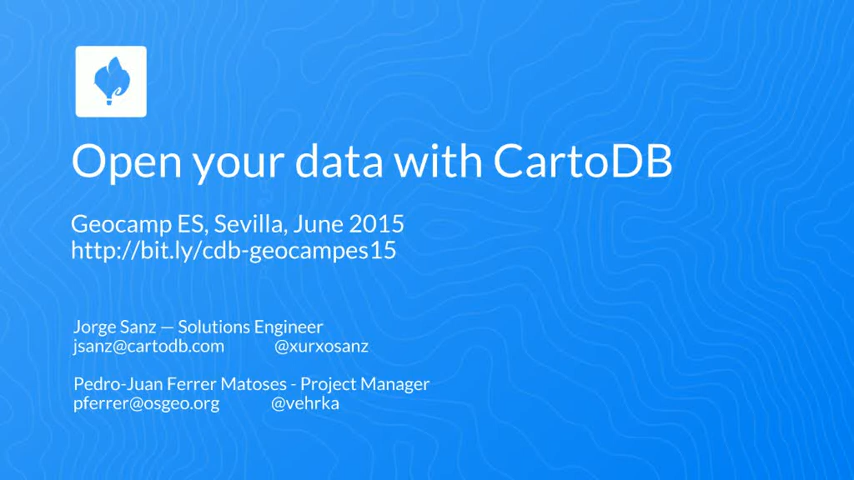 Open your data with CartoDB
Geocamp ES, Sevilla, June 2015
http://bit.ly/cdb-geocampes15
Jorge Sanz — Solutions Engineer
jsanz@cartodb.com @xurxosanz
Pedro-Juan Ferrer Matoses - Project Manager
pferrer@osgeo.org @vehrka